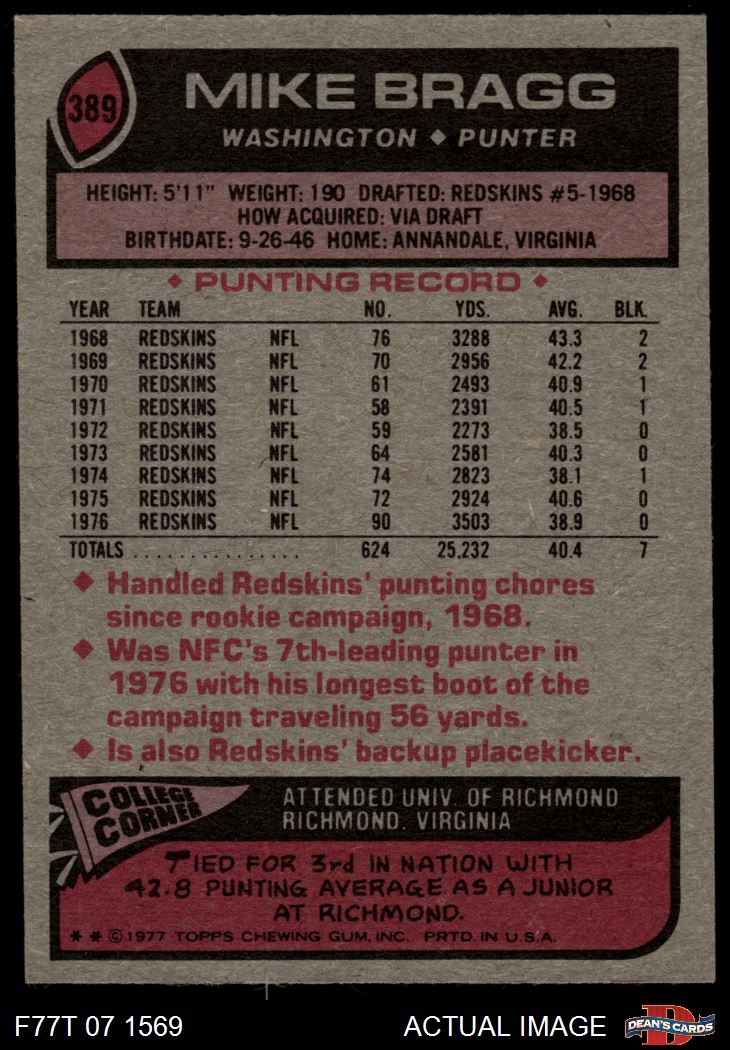 389
MIKE BRAGG
WASHINGTON ◆ PUNTER
HEIGHT: 5'11" WEIGHT: 190 DRAFTED: REDSKINS #5-1968
HOW ACQUIRED: VIA DRAFT
BIRTHDATE: 9-26-46 HOME: ANNANDALE, VIRGINIA
◆ PUNTING RECORD ◆
YEAR TEAM NO. YDS. AVG. BLK.
1968 REDSKINS NFL 76 3288 43.3 2
1969 REDSKINS NFL 70 2956 42.2 2
1970 REDSKINS NFL 61 2493 40.9 1
1971 REDSKINS NFL 58 2391 40.5 1
1972 REDSKINS NFL 59 2273 38.5 0
1973 REDSKINS NFL 64 2581 40.3 0
1974 REDSKINS NFL 74 2823 38.1 1
1975 REDSKINS NFL 72 2924 40.6 0
1976 REDSKINS NFL 90 3503 38.9 0
TOTALS . . . . . . . . . . . . . . . 624 25,232 40.4 7
◆ Handled Redskins' punting chores
since rookie campaign, 1968.
◆ Was NFC's 7th-leading punter in
1976 with his longest boot of the
campaign traveling 56 yards.
◆ Is also Redskins' backup placekicker.
COLLEGE
CORNER
ATTENDED UNIV. OF RICHMOND
RICHMOND, VIRGINIA
TIED FOR 3rd IN NATION WITH
42.8 PUNTING AVERAGE AS A JUNIOR
AT RICHMOND.
* * © 1977 TOPPS CHEWING GUM, INC. PRTD. IN U.S.A.
F77T 07 1569 ACTUAL IMAGE
D
DEAN'S CARDS